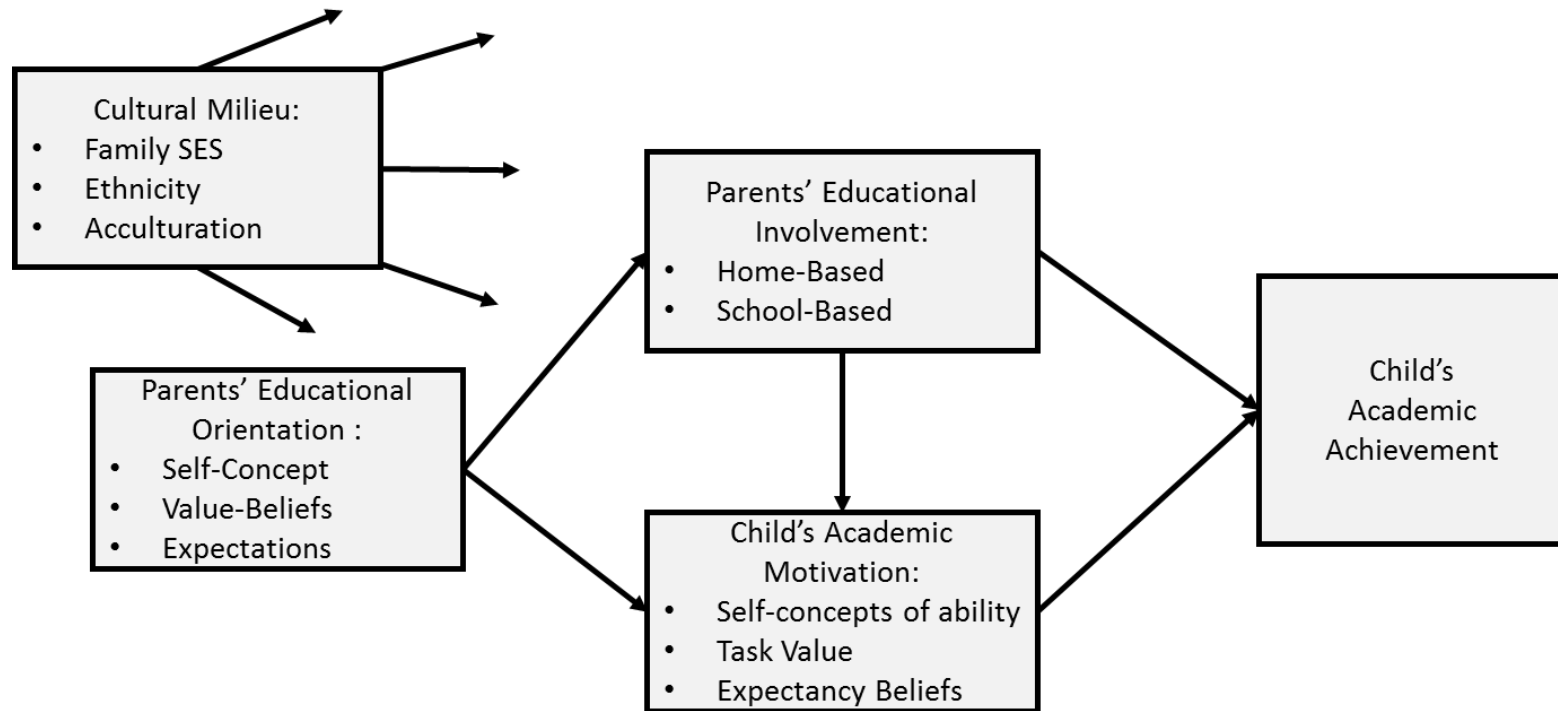 Cultural Milieu:
• Family SES
• Ethnicity
• Acculturation
Parents’ Educational
Orientation :
• Self-Concept
• Value-Beliefs
• Expectations
Parents’ Educational
Involvement:
• Home-Based
• School-Based
Child’s Academic
Motivation:
• Self-concepts of ability
• Task Value
• Expectancy Beliefs
Child’s
Academic
Achievement